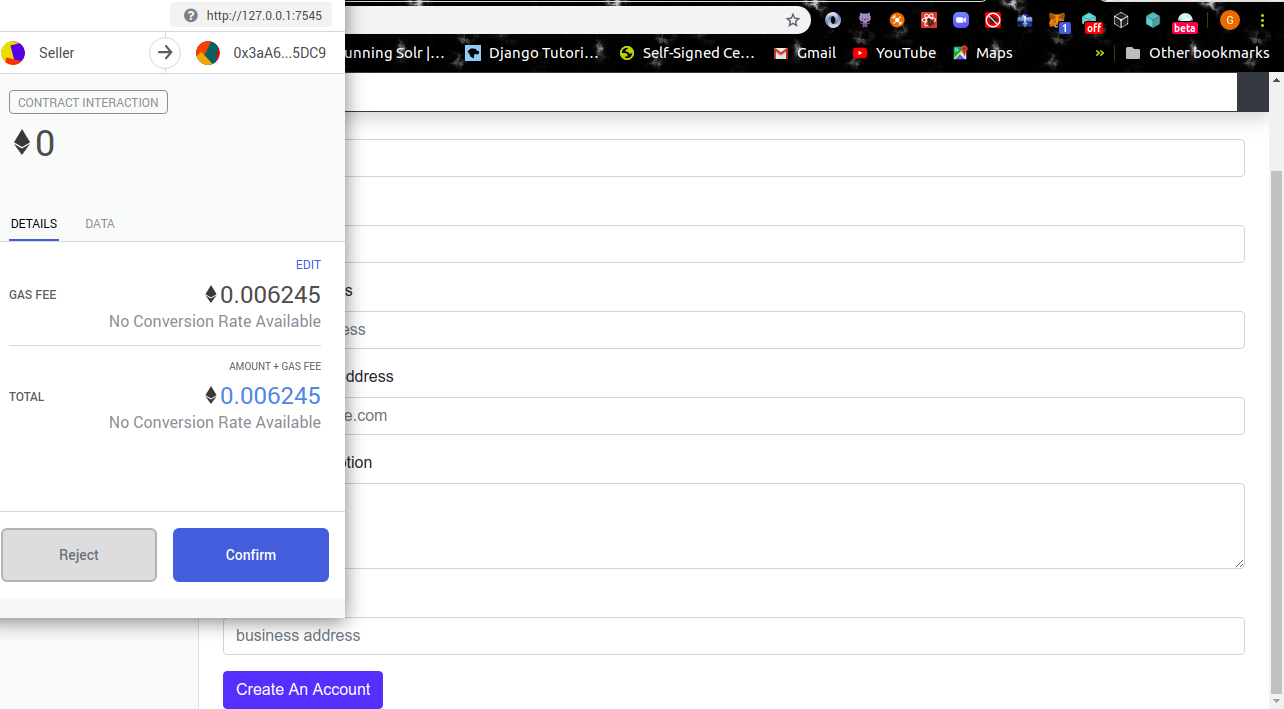 http://127.0.0.1:7545
Seller
0x3aA6...5DC9
CONTRACT INTERACTION
0
DETAILS
DATA
EDIT
GAS FEE
0.006245
No Conversion Rate Available
AMOUNT + GAS FEE
TOTAL
0.006245
No Conversion Rate Available
Reject
Confirm
1
off
beta
G
unning Solr |...
Django Tutori...
Self-Signed Ce...
Gmail
YouTube
Maps
»
Other bookmarks
s
ess
ddress
e.com
tion
business address
Create An Account